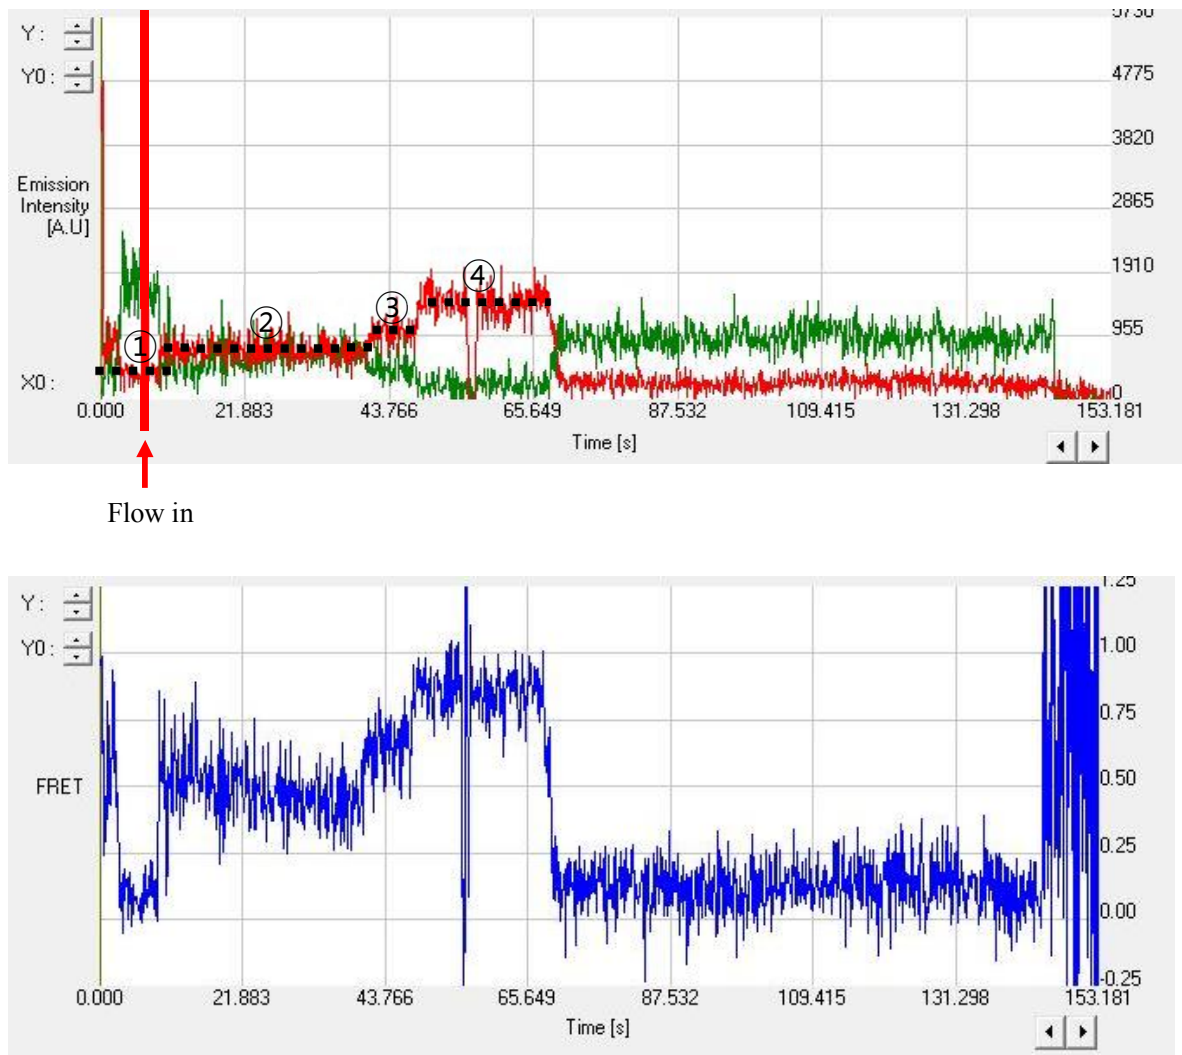 5730
Y :
Y0 :
4775
3820
Emission
Intensity
[A.U]
2865
1910
④
③
②
①
955
X0 :
0
0.000 21.883 43.766 65.649 87.532 109.415 131.298 153.181
Time [s]
Flow in
1.25
Y :
Y0 :
1.00
0.75
FRET
0.50
0.25
0.00
-0.25
0.000 21.883 43.766 65.649 87.532 109.415 131.298 153.181
Time [s]